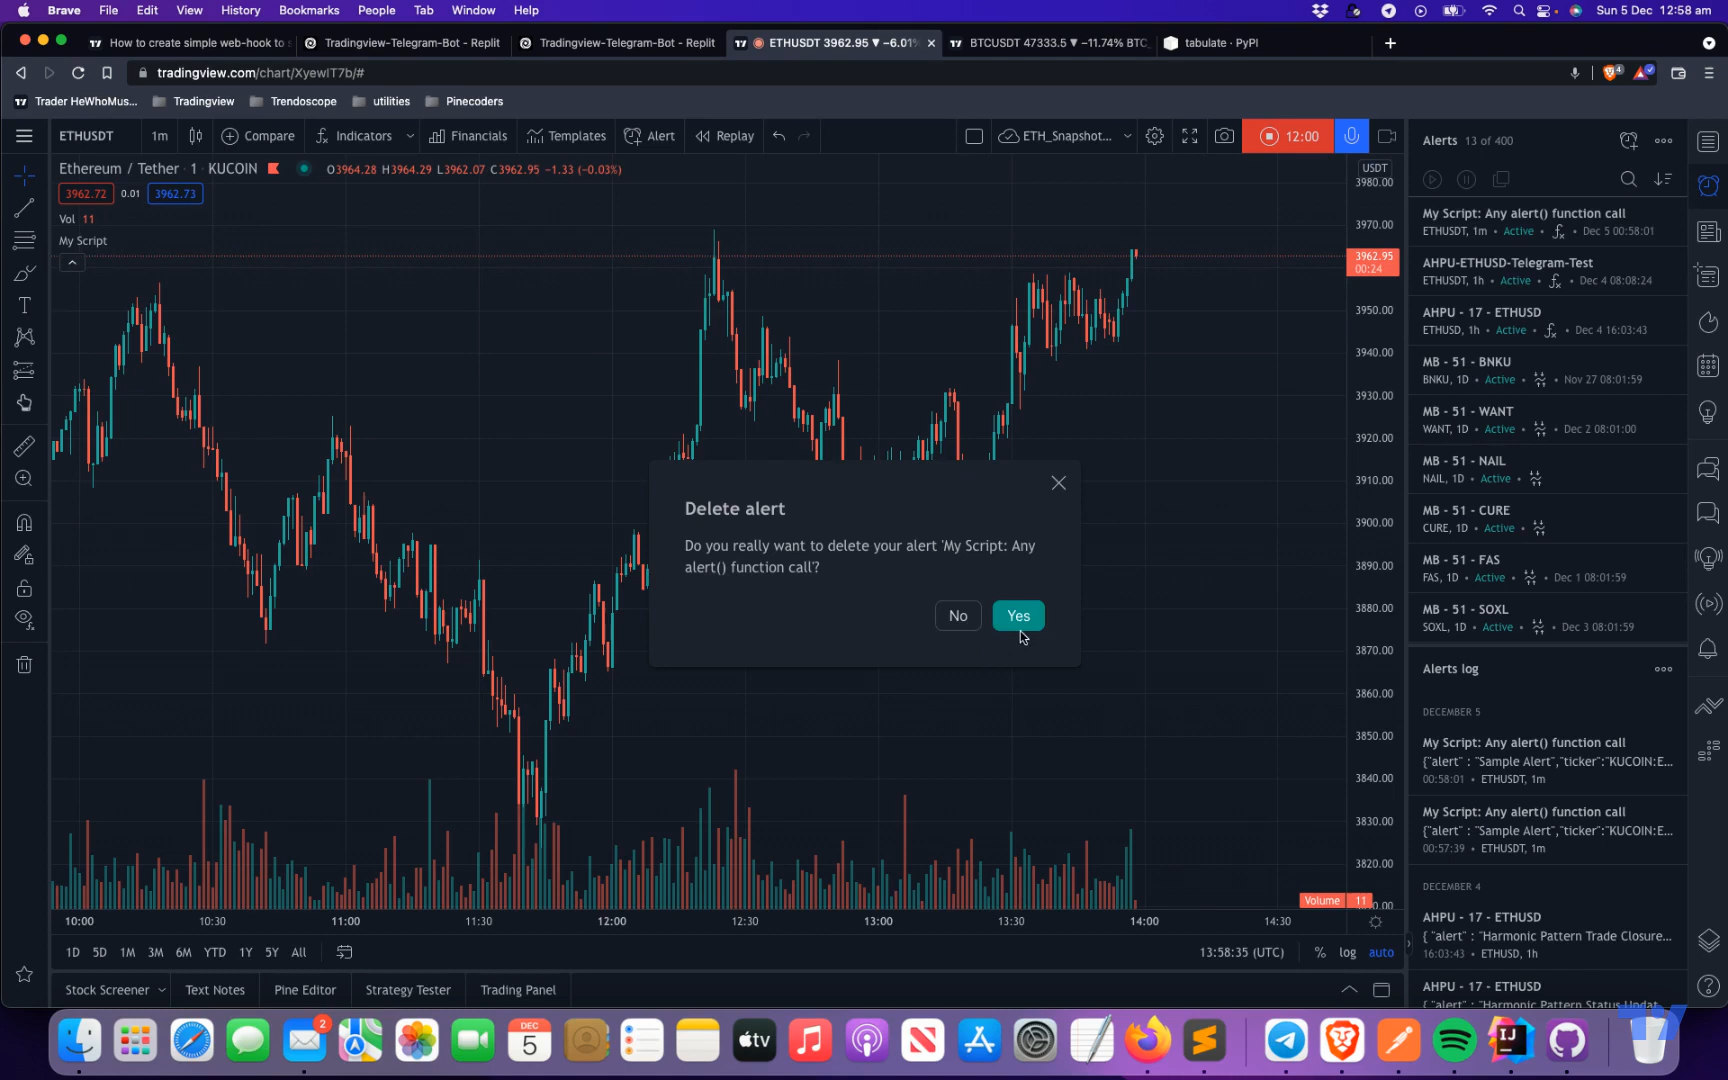 Brave File Edit View History Bookmarks People Tab Window Help
Sun 5 Dec 12:58 am
How to create simple web-hook to s
Tradingview-Telegram-Bot - Replit
Tradingview-Telegram-Bot - Replit
ETHUSDT 3962.95 ▼ −6.01%
BTCUSDT 47333.5 ▼ −11.74% BTC_
tabulate · PyPI
tradingview.com/chart/XyewIT7b/#
Trader HeWhoMus... Tradingview Trendoscope utilities Pinecoders
ETHUSDT 1m Compare Indicators Financials Templates Alert Replay
ETH_Snapshot... 12:00
Ethereum / Tether · 1 · KUCOIN
O3964.28 H3964.29 L3962.07 C3962.95 −1.33 (−0.03%)
3962.72 0.01 3962.73
Vol 11
My Script
USDT
3980.00
3970.00
3962.95
00:24
3950.00
3940.00
3930.00
3920.00
3910.00
3900.00
3890.00
3880.00
3870.00
3860.00
3850.00
3840.00
3830.00
3820.00
Volume 11
Delete alert
Do you really want to delete your alert 'My Script: Any
alert() function call?
No Yes
10:00 10:30 11:00 11:30 12:00 12:30 13:00 13:30 14:00 14:30
1D 5D 1M 3M 6M YTD 1Y 5Y All
13:58:35 (UTC) % log auto
Stock Screener Text Notes Pine Editor Strategy Tester Trading Panel
Alerts 13 of 400
My Script: Any alert() function call
ETHUSDT, 1m • Active • Dec 5 00:58:01
AHPU-ETHUSD-Telegram-Test
ETHUSDT, 1h • Active • Dec 4 08:08:24
AHPU - 17 - ETHUSD
ETHUSD, 1h • Active • Dec 4 16:03:43
MB - 51 - BNKU
BNKU, 1D • Active • Nov 27 08:01:59
MB - 51 - WANT
WANT, 1D • Active • Dec 2 08:01:00
MB - 51 - NAIL
NAIL, 1D • Active •
MB - 51 - CURE
CURE, 1D • Active •
MB - 51 - FAS
FAS, 1D • Active • Dec 1 08:01:59
MB - 51 - SOXL
SOXL, 1D • Active • Dec 3 08:01:59
Alerts log
DECEMBER 5
My Script: Any alert() function call
{"alert" : "Sample Alert","ticker":"KUCOIN:E...
00:58:01 • ETHUSDT, 1m
My Script: Any alert() function call
{"alert" : "Sample Alert","ticker":"KUCOIN:E...
00:57:39 • ETHUSDT, 1m
DECEMBER 4
AHPU - 17 - ETHUSD
{ "alert" : "Harmonic Pattern Trade Closure...
16:03:43 • ETHUSD, 1h
AHPU - 17 - ETHUSD
{ "alert" : "Harmonic Pattern Status Updat
2
DEC
5
tv